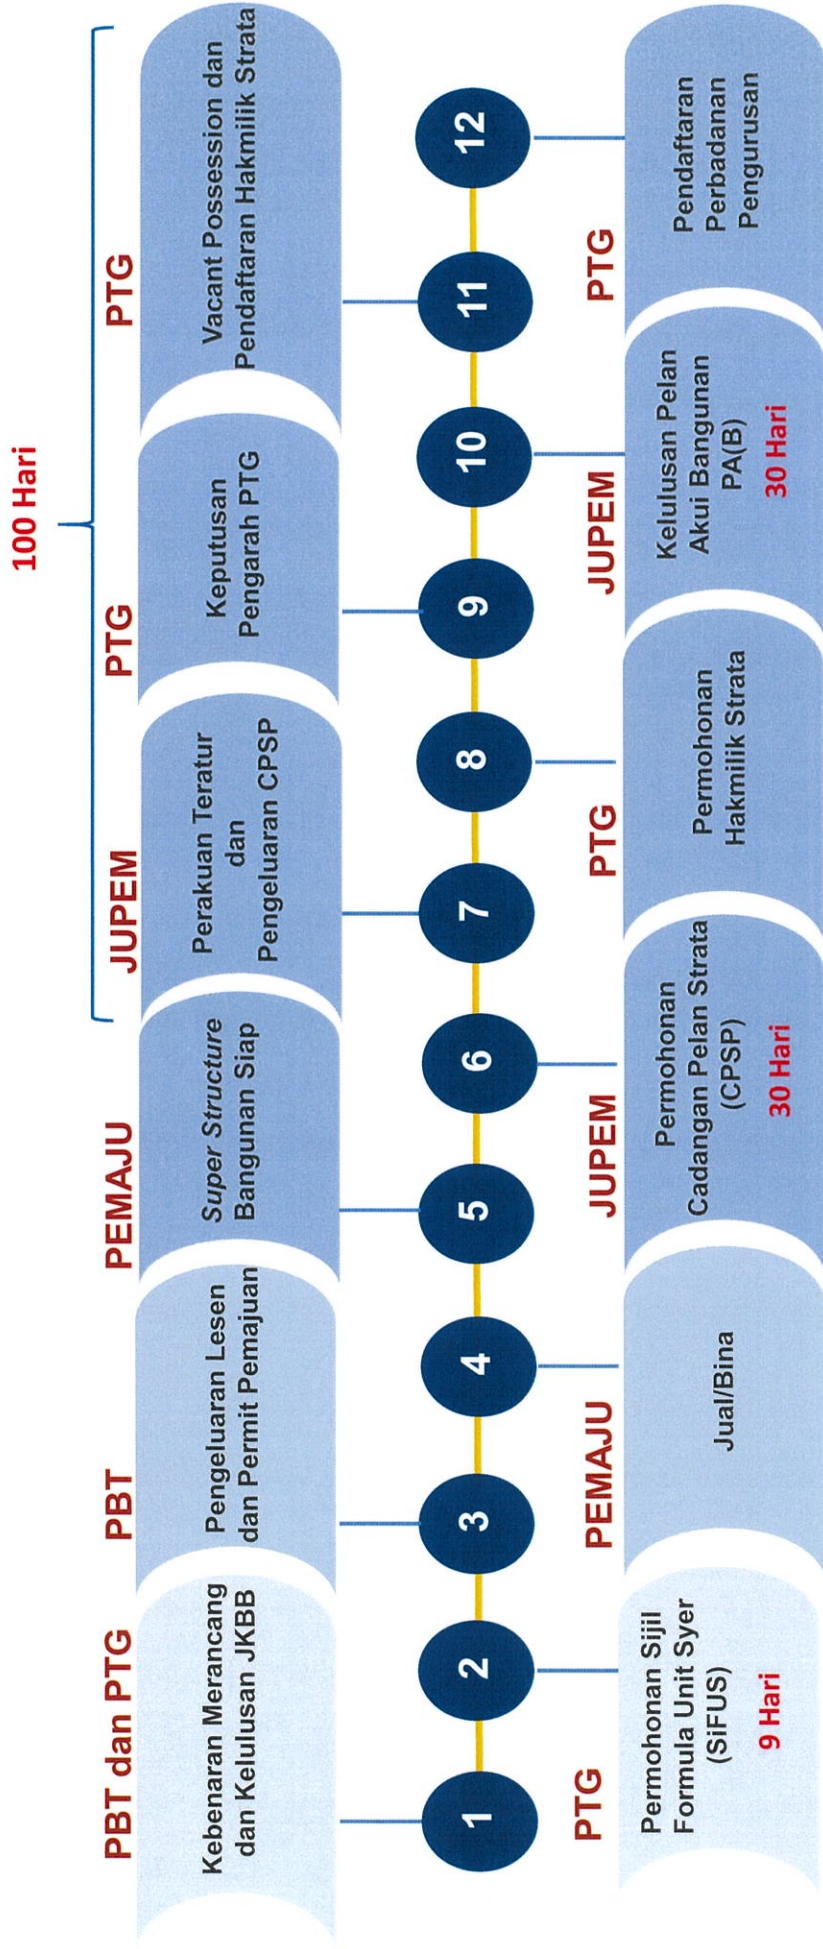 100 Hari
PBT dan PTG
Kebenaran Merancang
dan Kelulusan JKBB
PBT
Pengeluaran Lesen
dan Permit Pemajuan
PEMAJU
Super Structure
Bangunan Siap
JUPEM
Perakuan Teratur
dan
Pengeluaran CPSP
PTG
Keputusan
Pengarah PTG
PTG
Vacant Possession dan
Pendaftaran Hakmilik Strata
1
2
3
4
5
6
7
8
9
10
11
12
PTG
Permohonan Sijil
Formula Unit Syer
(SiFUS)
9 Hari
PEMAJU
Jual/Bina
JUPEM
Permohonan
Cadangan Pelan Strata
(CPSP)
30 Hari
PTG
Permohonan
Hakmilik Strata
JUPEM
Kelulusan Pelan
Akui Bangunan
PA(B)
30 Hari
PTG
Pendaftaran
Perbadanan
Pengurusan